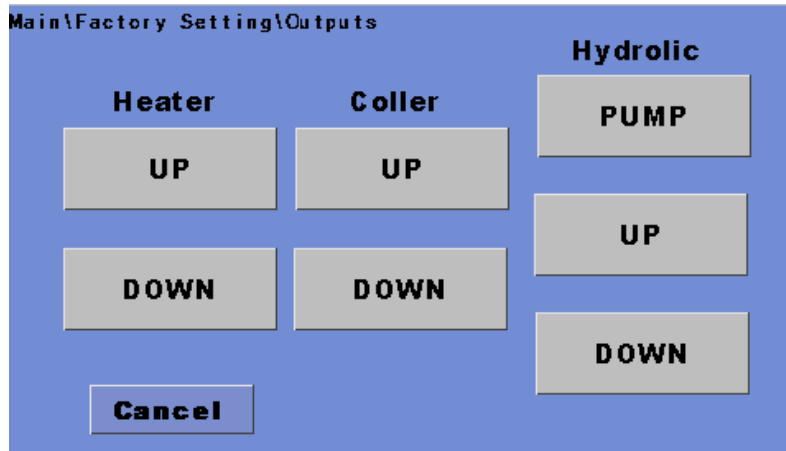 Main\Factory Setting\Outputs
Hydrolic
Heater
Coller
PUMP
UP
UP
UP
DOWN
DOWN
DOWN
Cancel